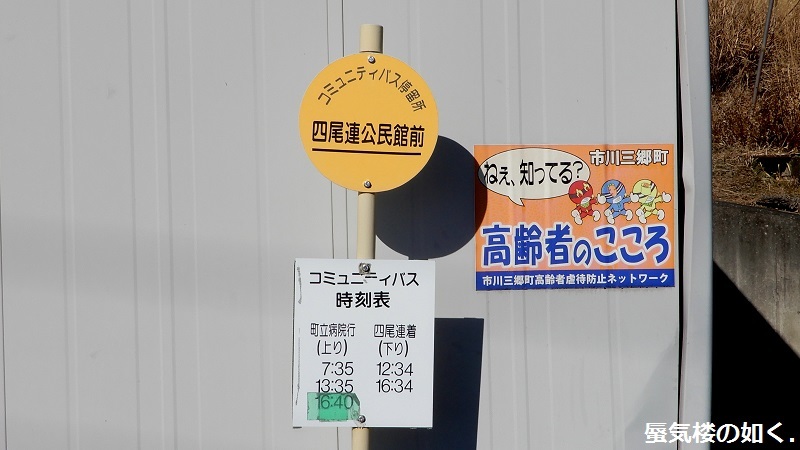 コミュニティバス停留所
四尾連公民館前
コミュニティバス
時刻表
町立病院行 四尾連着
(上り) (下り)
7:35 12:34
13:35 16:34
16:40
市川三郷町
ねぇ、知ってる?
高齢者のこころ
市川三郷町高齢者虐待防止ネットワーク
蜃気楼の如く.